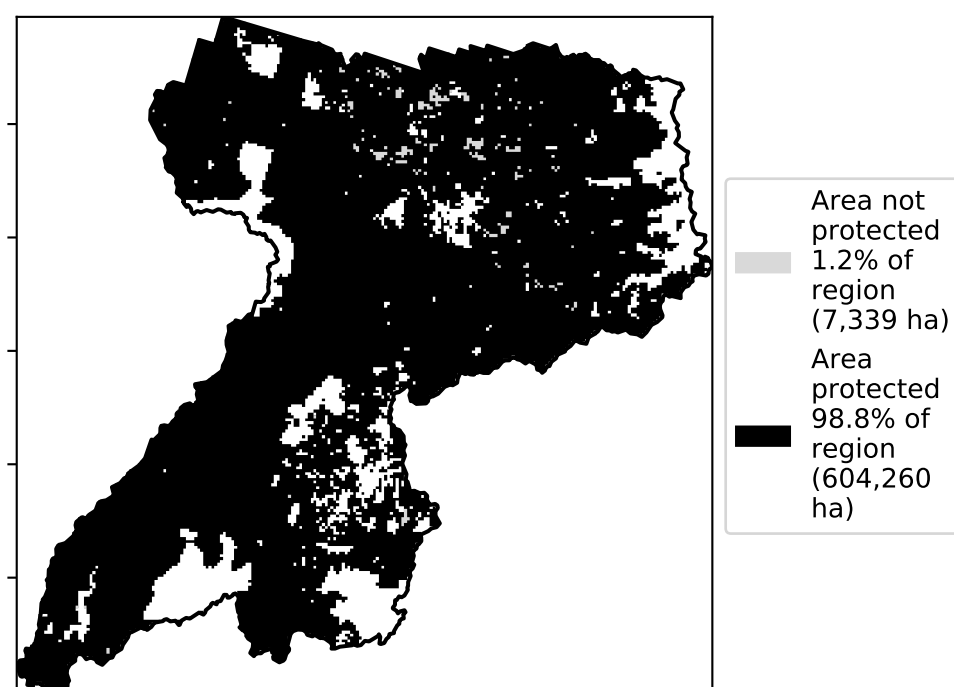 Area not
protected
1.2% of
region
(7,339 ha)
Area
protected
98.8% of
region
(604,260
ha)